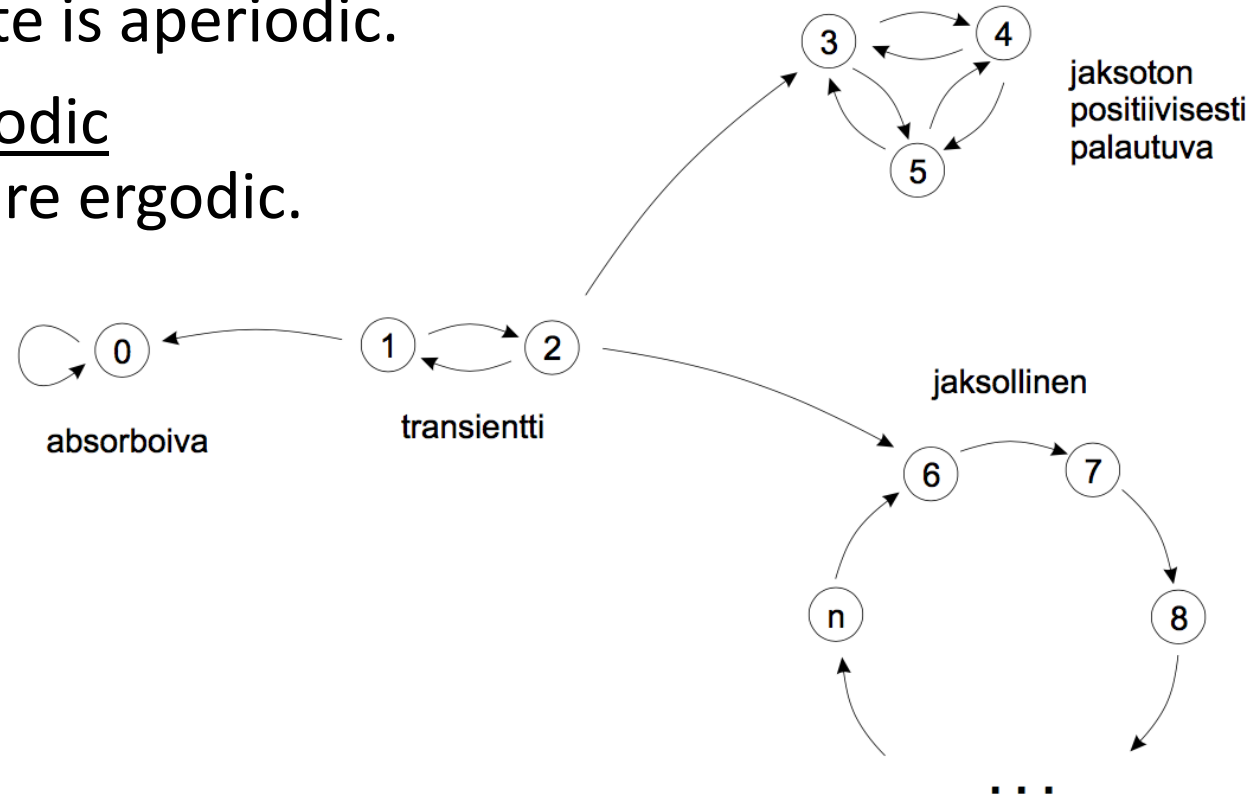 te is aperiodic.
odic
re ergodic.
3
4
5
jaksoton
positiivisesti
palautuva
0
1
2
absorboiva
transientti
jaksollinen
6
7
n
8
...